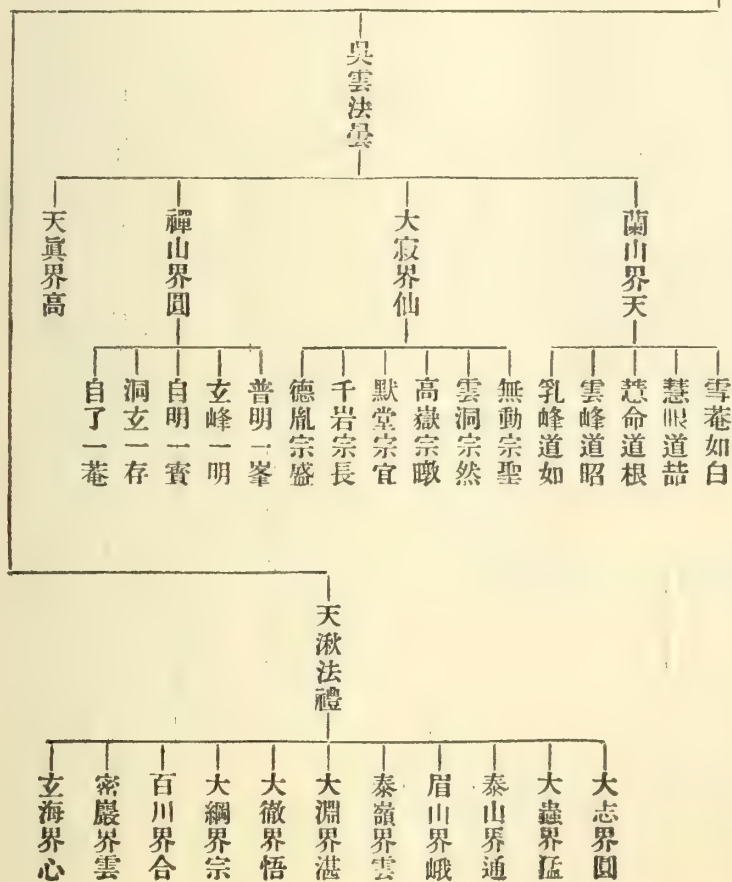 吳雲法曇
蘭山界天
大寂界仙
禪山界圓
天眞界高
雪菴如白
慧眼道喆
慧命道根
雲峰道昭
乳峰道如
無動宗聖
雲洞宗然
高嶽宗暾
默堂宗宜
千岩宗長
德胤宗盛
普明一峯
玄峰一明
自明一實
洞玄一存
自了一菴
天湫法禮
大志界圓
大蟲界猛
泰山界通
眉山界峨
泰嶺界雲
大淵界湛
大徹界悟
大綱界宗
百川界合
密嚴界雲
玄海界心